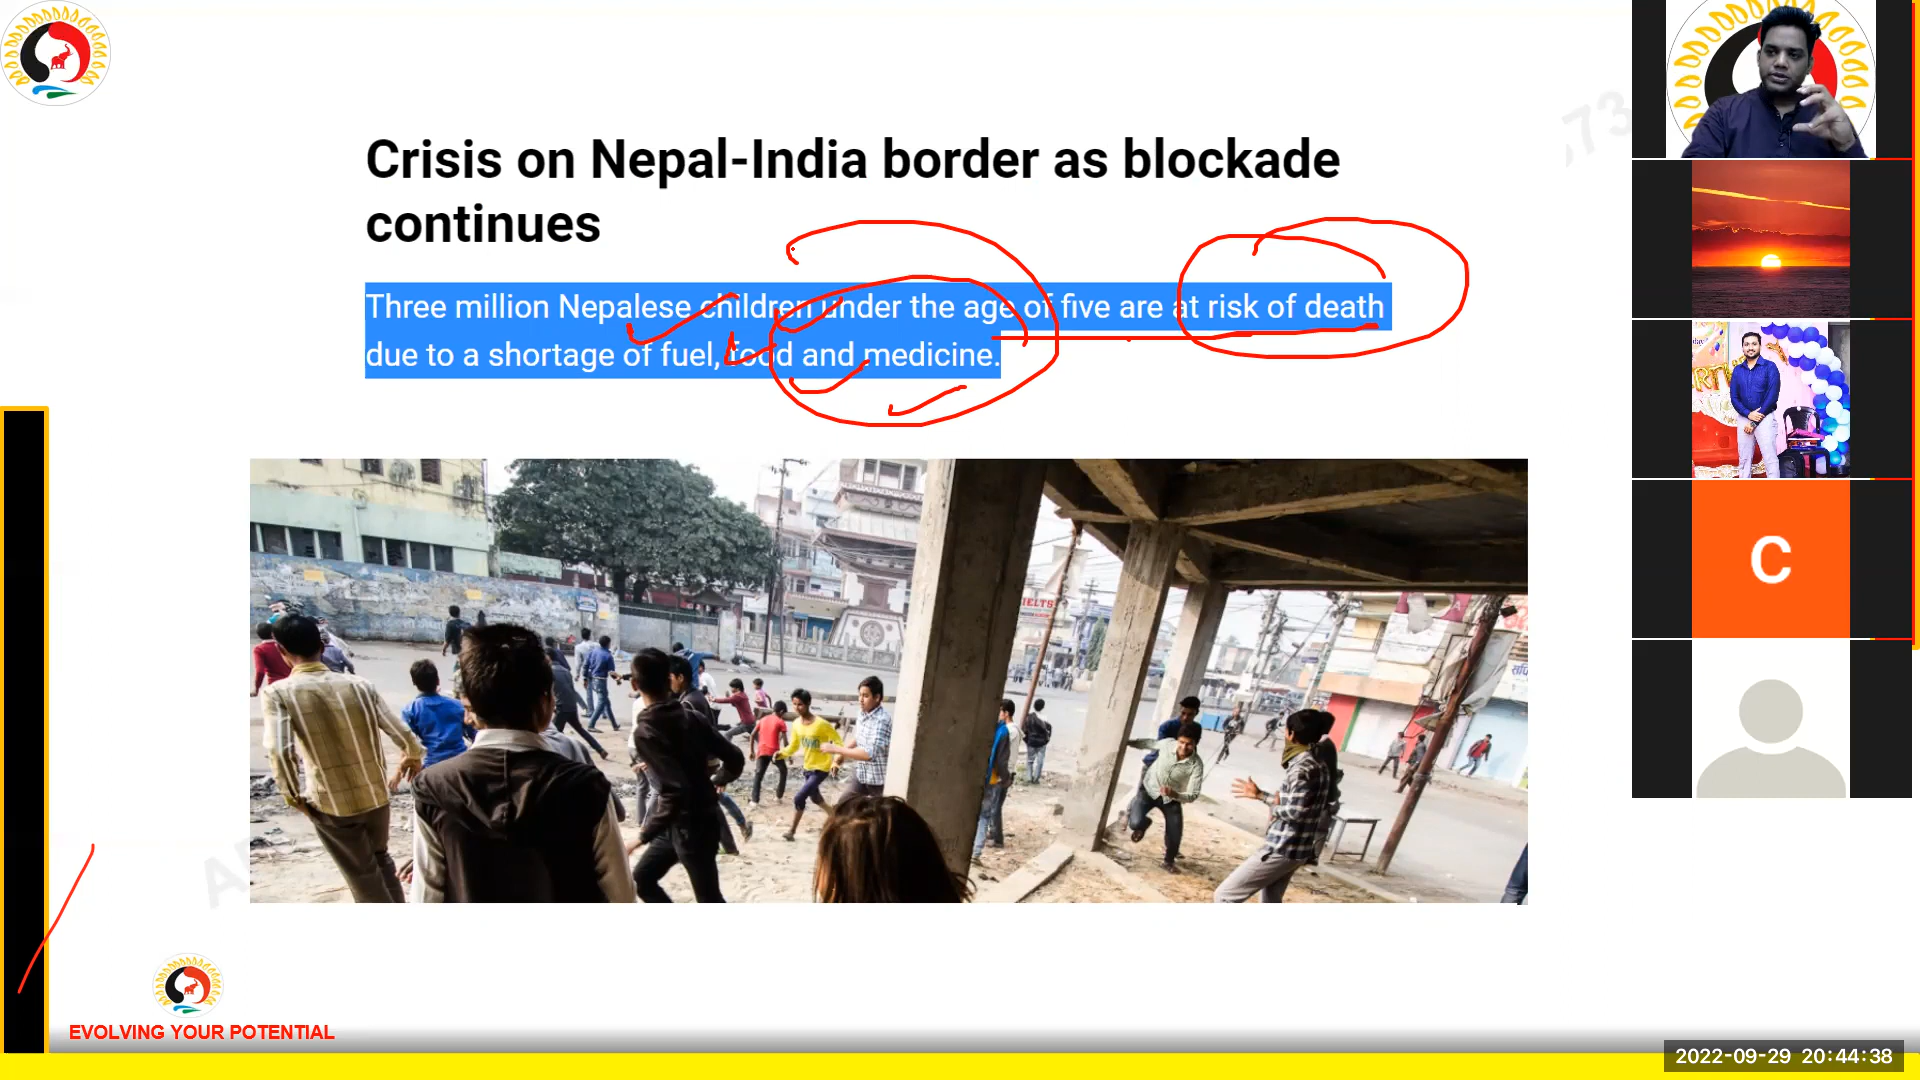 Crisis on Nepal-India border as blockade
continues
Three million Nepalese children under the age of five are at risk of death
due to a shortage of fuel, food and medicine.
73
IELTS
C
A
EVOLVING YOUR POTENTIAL
2022-09-29 20:44:38